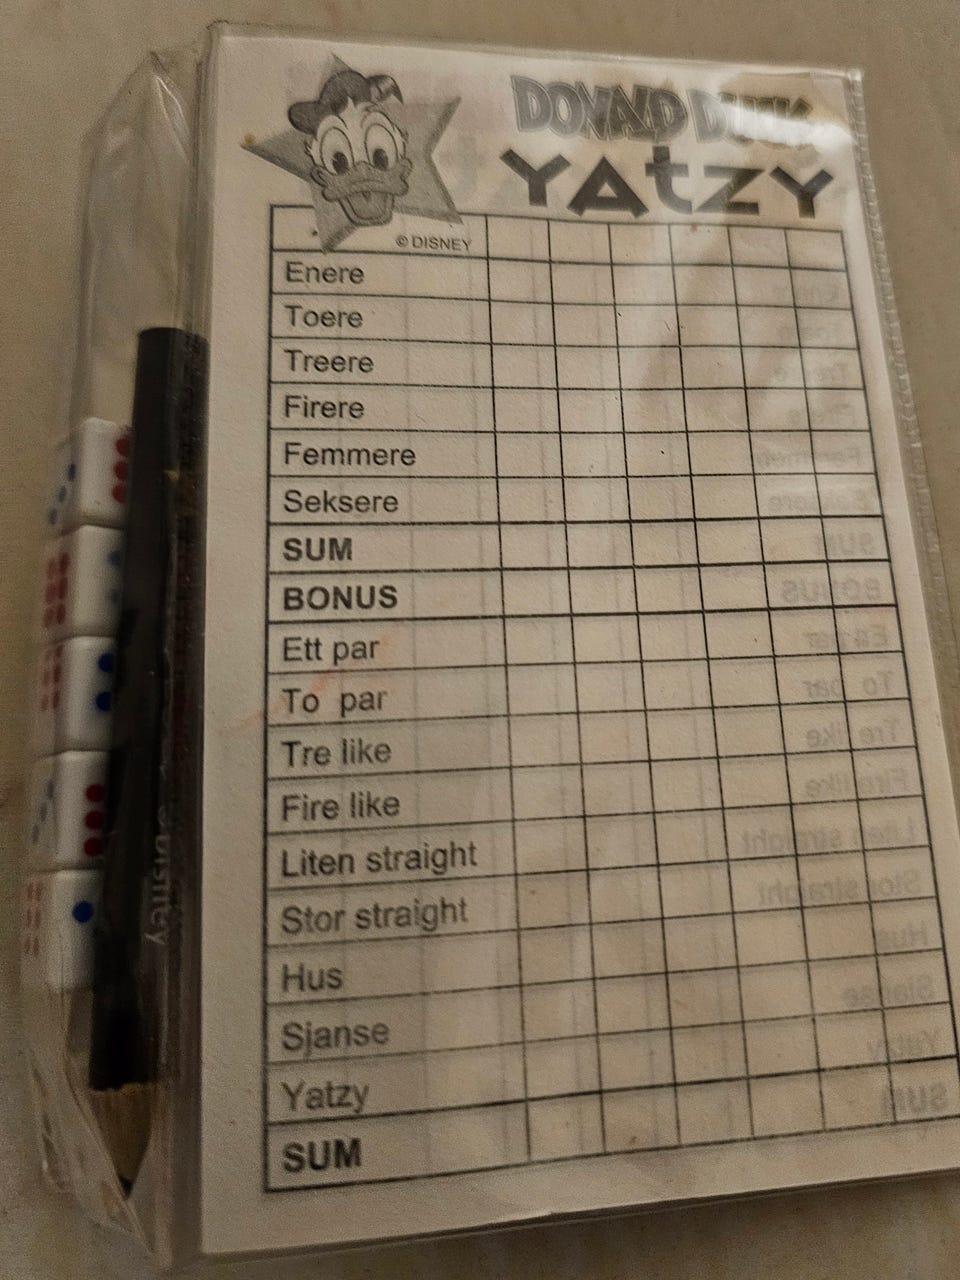 DONALD DUCK
YAtZY
© DISNEY
Enere
Toere
Treere
Firere
Femmere
Seksere
SUM
BONUS
Ett par
To par
Tre like
Fire like
Liten straight
Stor straight
Hus
Sjanse
Yatzy
SUM
Disney